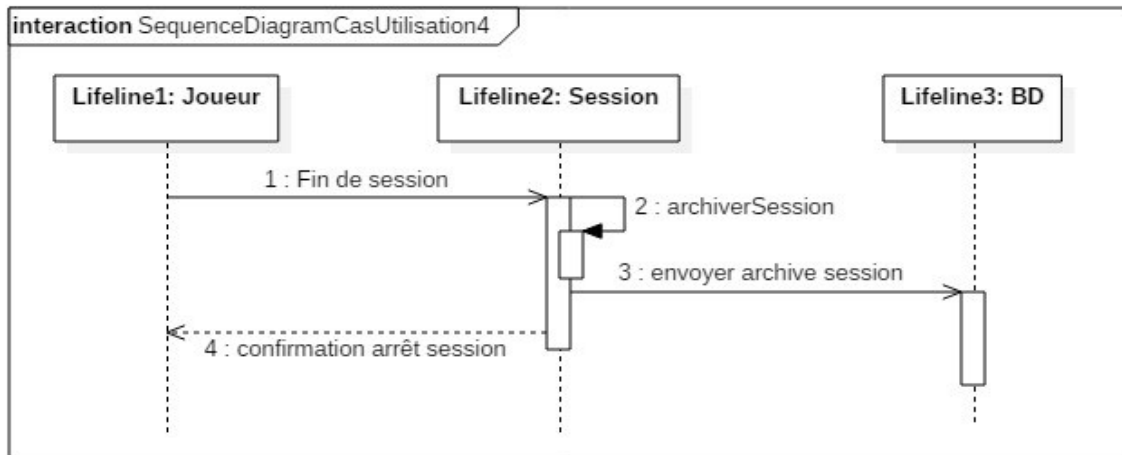 interaction SequenceDiagramCasUtilisation4
Lifeline1: Joueur
Lifeline2: Session
Lifeline3: BD
1 : Fin de session
2 : archiverSession
3 : envoyer archive session
4 : confirmation arrêt session